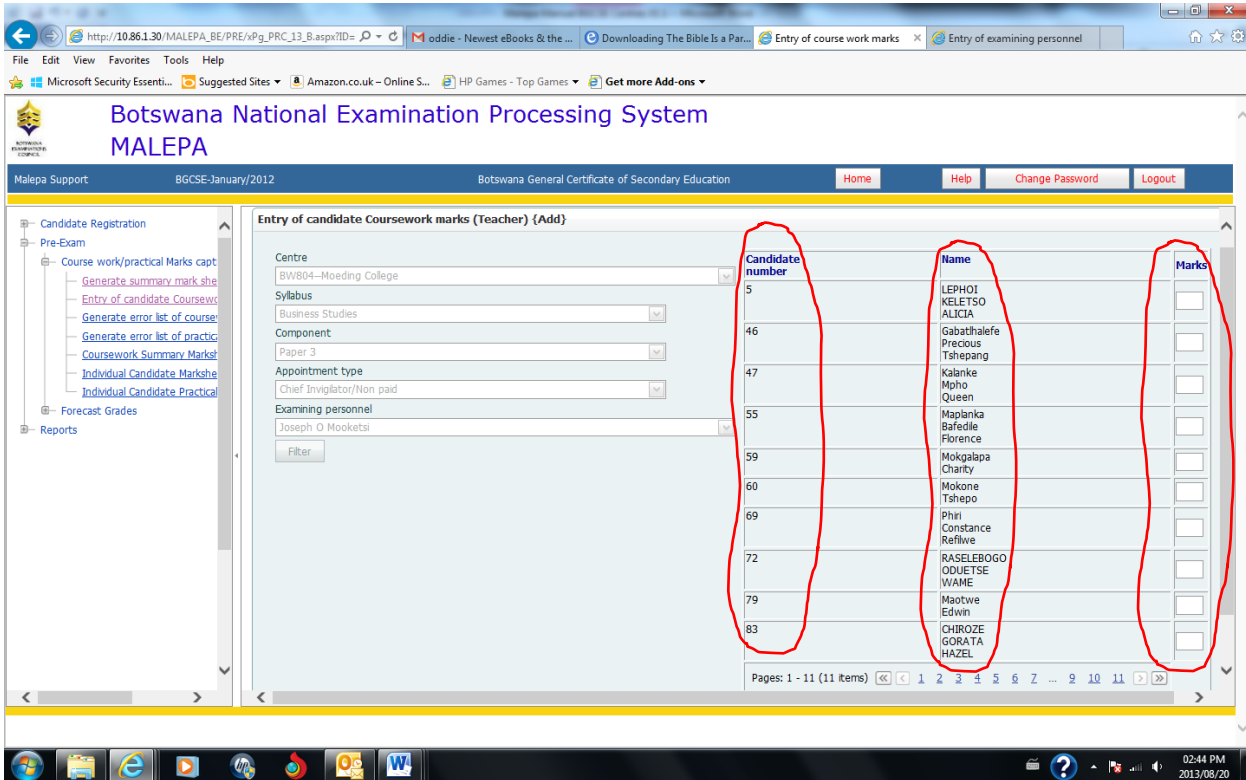 http://10.86.1.30/MALEPA_BE/PRE/xPg_PRC_13_B.aspx?ID=
oddie - Newest eBooks & the ...
Downloading The Bible Is a Par...
Entry of course work marks
Entry of examining personnel
File Edit View Favorites Tools Help
Microsoft Security Essenti... Suggested Sites Amazon.co.uk – Online S... HP Games - Top Games Get more Add-ons
BOTSWANA
EXAMINATIONS
COUNCIL
Botswana National Examination Processing System
MALEPA
Malepa Support BGCSE-January/2012 Botswana General Certificate of Secondary Education Home Help Change Password Logout
Candidate Registration
Pre-Exam
Course work/practical Marks capt
Generate summary mark she
Entry of candidate Coursewo
Generate error list of course
Generate error list of practic
Coursework Summary Marksh
Individual Candidate Markshe
Individual Candidate Practical
Forecast Grades
Reports
Entry of candidate Coursework marks (Teacher) {Add}
Centre
BW804--Moeding College
Syllabus
Business Studies
Component
Paper 3
Appointment type
Chief Invigilator/Non paid
Examining personnel
Joseph O Mooketsi
Filter
Candidate number Name Marks
5 LEPHOI
KELETSO
ALICIA
46 Gabatlhalefe
Precious
Tshepang
47 Kalanke
Mpho
Queen
55 Maplanka
Bafedile
Florence
59 Mokgalapa
Charity
60 Mokone
Tshepo
69 Phiri
Constance
Refilwe
72 RASELEBOGO
ODUETSE
WAME
79 Maotwe
Edwin
83 CHIROZE
GORATA
HAZEL
Pages: 1 - 11 (11 items) 1 2 3 4 5 6 7 ... 9 10 11
02:44 PM
2013/08/20